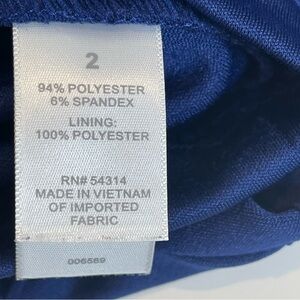 2
94% POLYESTER
6% SPANDEX
LINING:
100% POLYESTER
RN# 54314
MADE IN VIETNAM
OF IMPORTED
FABRIC
006589